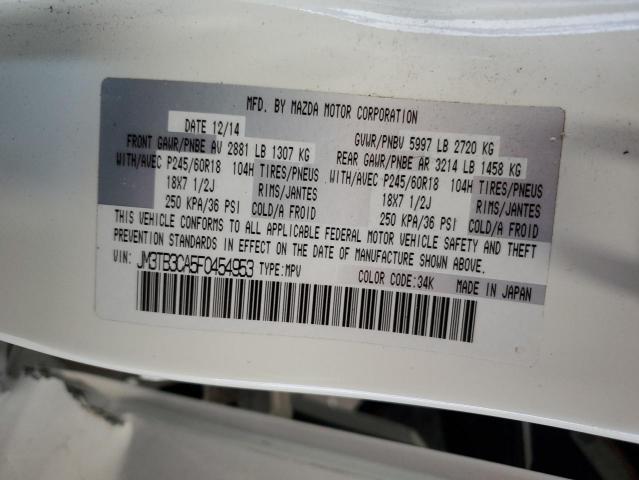 MFD. BY MAZDA MOTOR CORPORATION
DATE 12/14 GVWR/PNBV 5997 LB 2720 KG
FRONT GAWR/PNBE AV 2881 LB 1307 KG REAR GAWR/PNBE AR 3214 LB 1458 KG
WITH/AVEC P245/60R18 104H TIRES/PNEUS WITH/AVEC P245/60R18 104H TIRES/PNEUS
18X7 1/2J RIMS/JANTES 18X7 1/2J RIMS/JANTES
250 KPA/36 PSI COLD/A FROID 250 KPA/36 PSI COLD/A FROID
THIS VEHICLE CONFORMS TO ALL APPLICABLE FEDERAL MOTOR VEHICLE SAFETY AND THEFT
PREVENTION STANDARDS IN EFFECT ON THE DATE OF MANUFACTURE SHOWN ABOVE.
VIN: JM3TB3CA5F0454953 TYPE:MPV COLOR CODE:34K MADE IN JAPAN